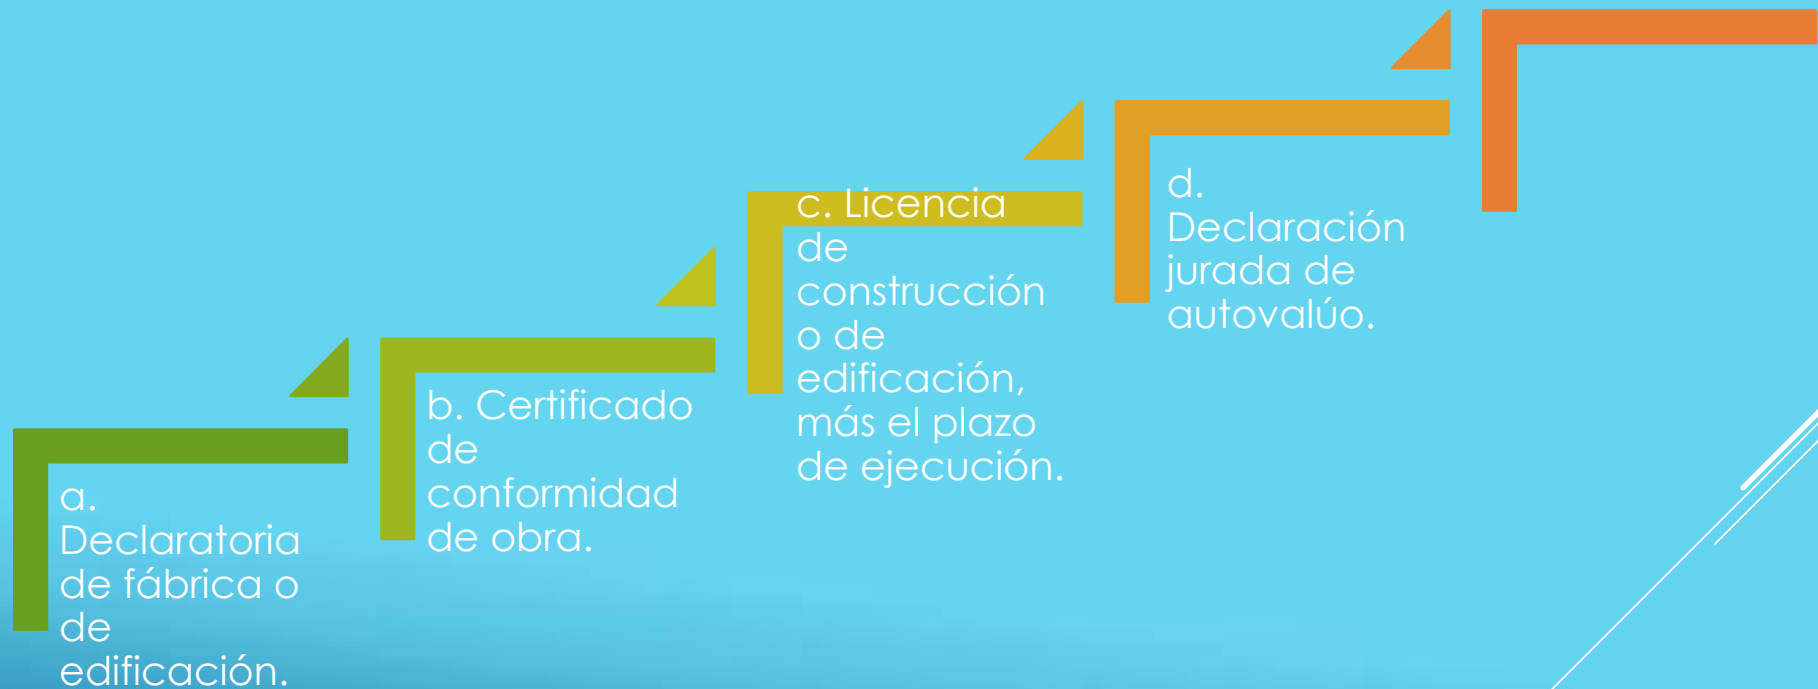 a.
Declaratoria
de fábrica o
de
edificación.
b. Certificado
de
conformidad
de obra.
c. Licencia
de
construcción
o de
edificación,
más el plazo
de ejecución.
d.
Declaración
jurada de
autovalúo.